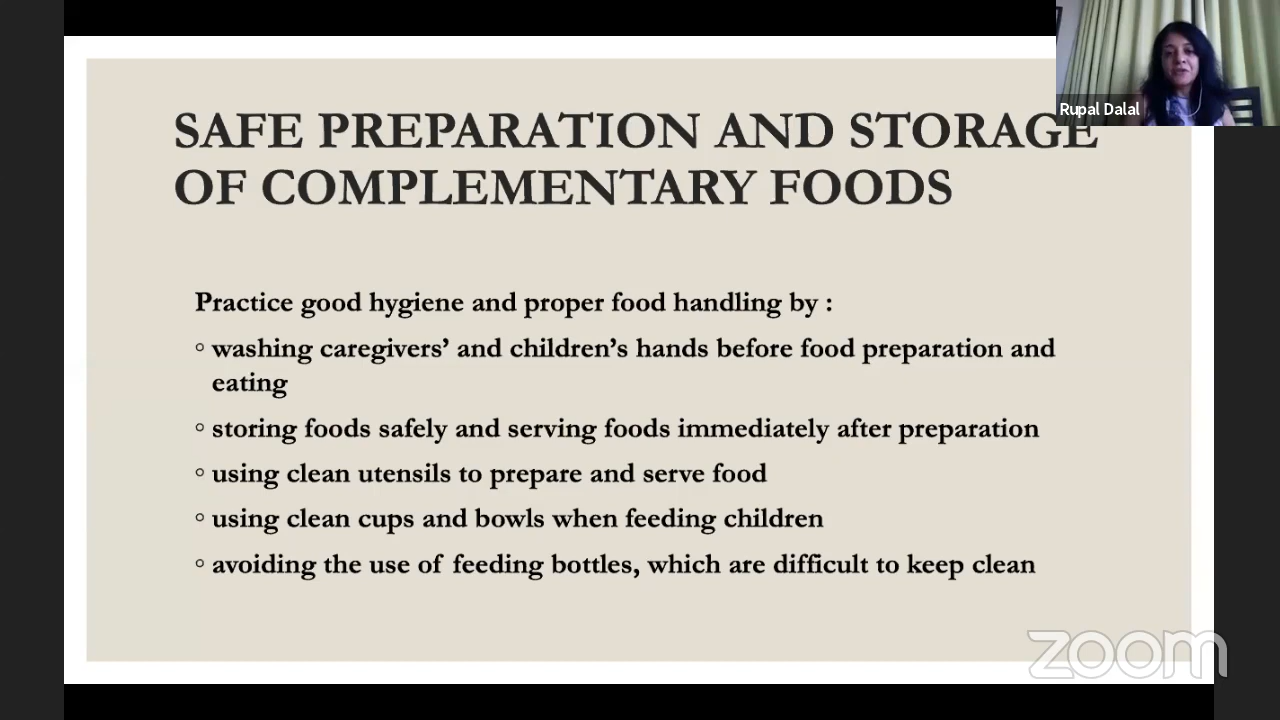 Rupal Dalal
SAFE PREPARATION AND STORAGE
OF COMPLEMENTARY FOODS
Practice good hygiene and proper food handling by :
◦ washing caregivers’ and children’s hands before food preparation and
eating
◦ storing foods safely and serving foods immediately after preparation
◦ using clean utensils to prepare and serve food
◦ using clean cups and bowls when feeding children
◦ avoiding the use of feeding bottles, which are difficult to keep clean
zoom